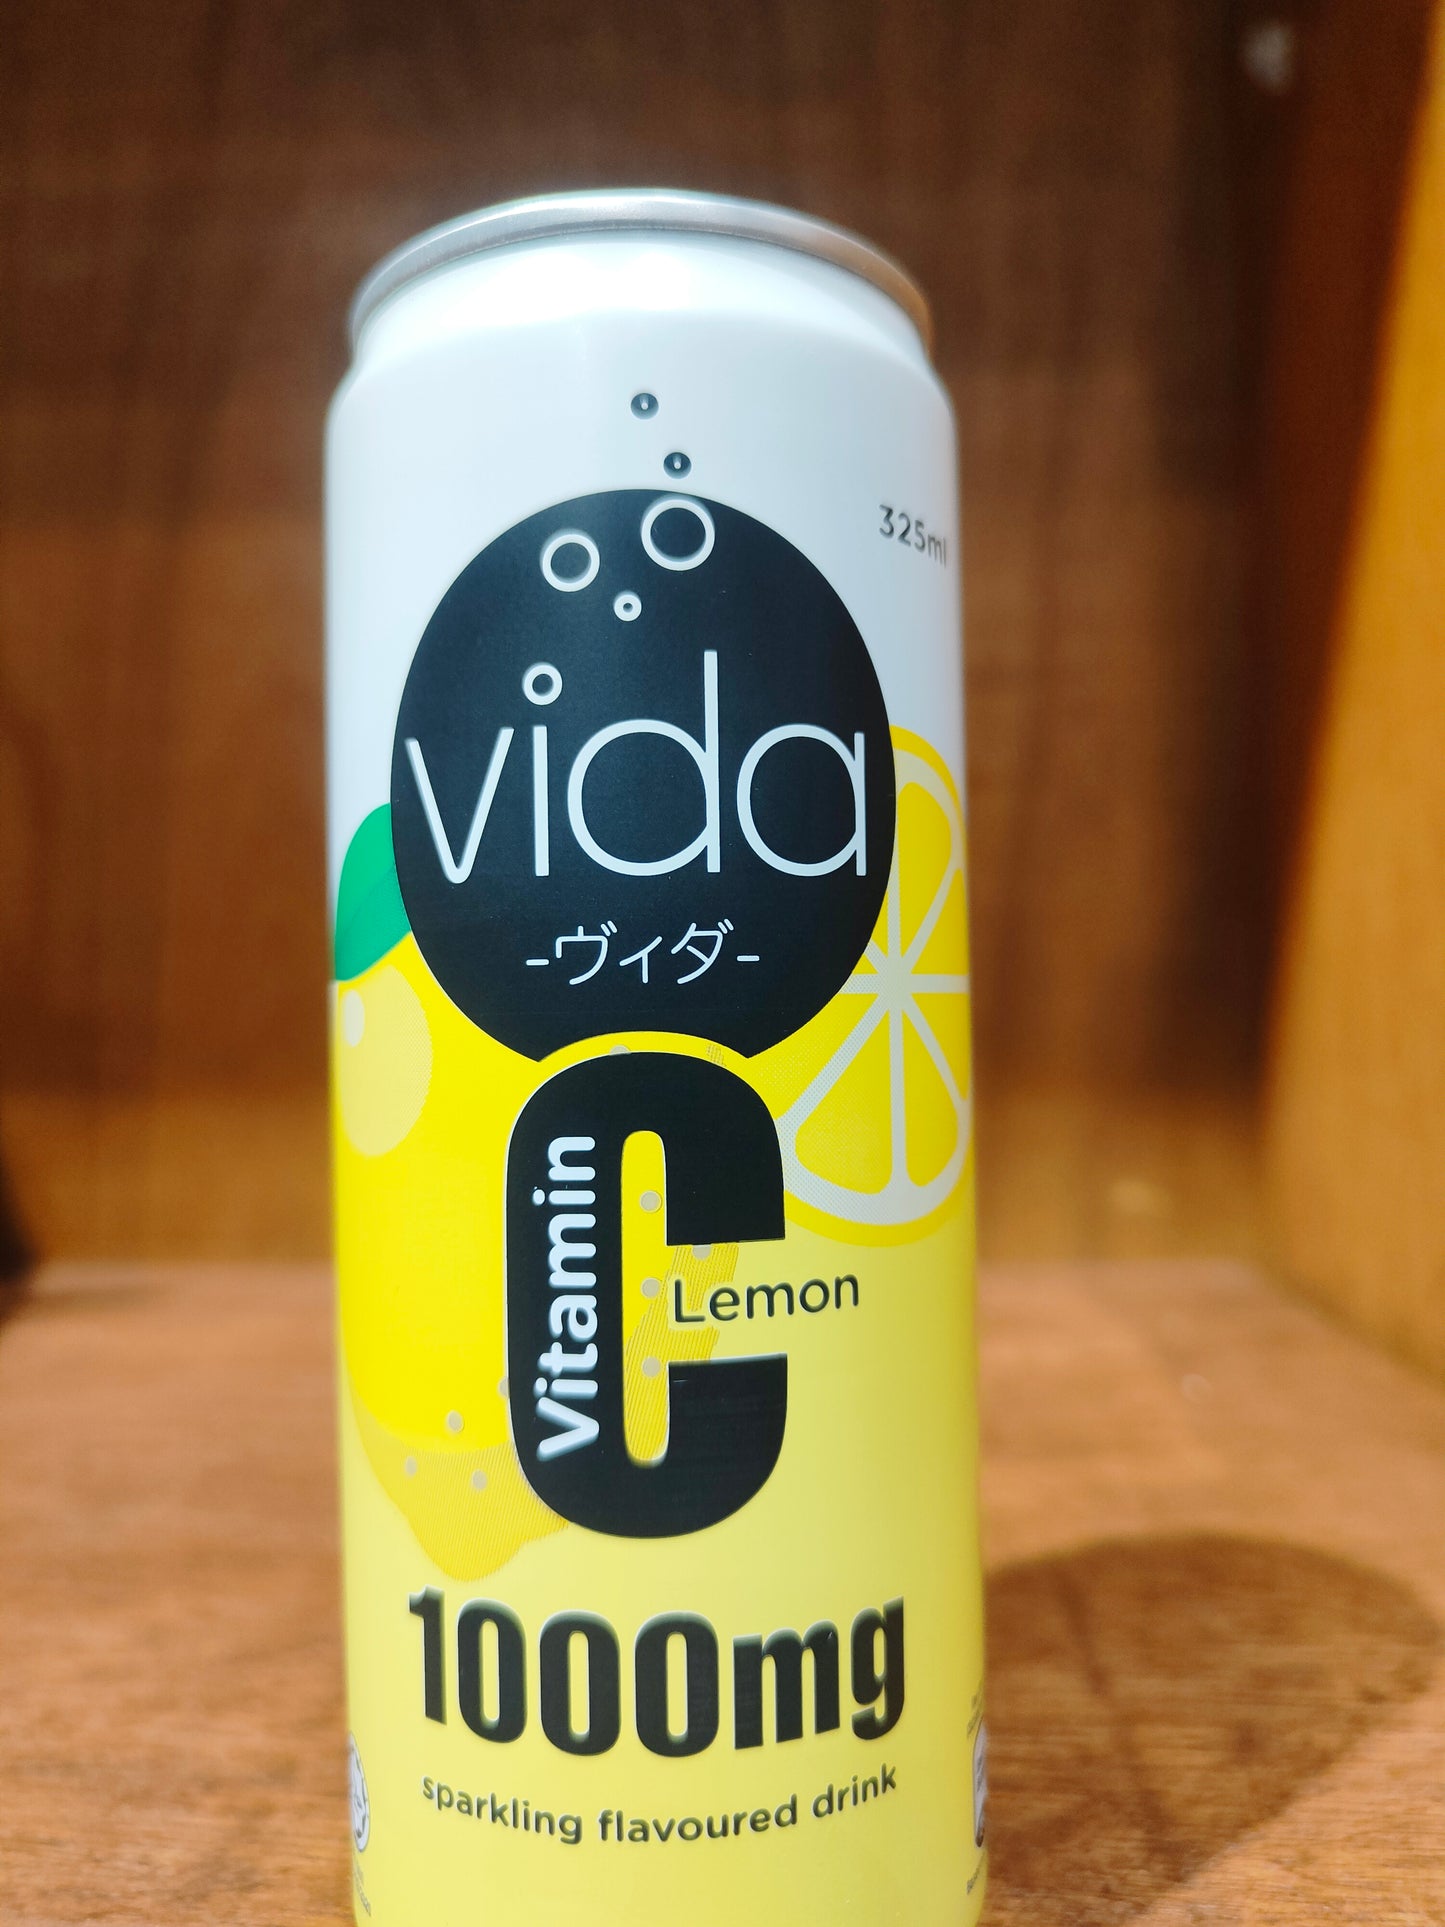 325ml
vida
-ヴィダ-
Vitamin
C
Lemon
1000mg
sparkling flavoured drink